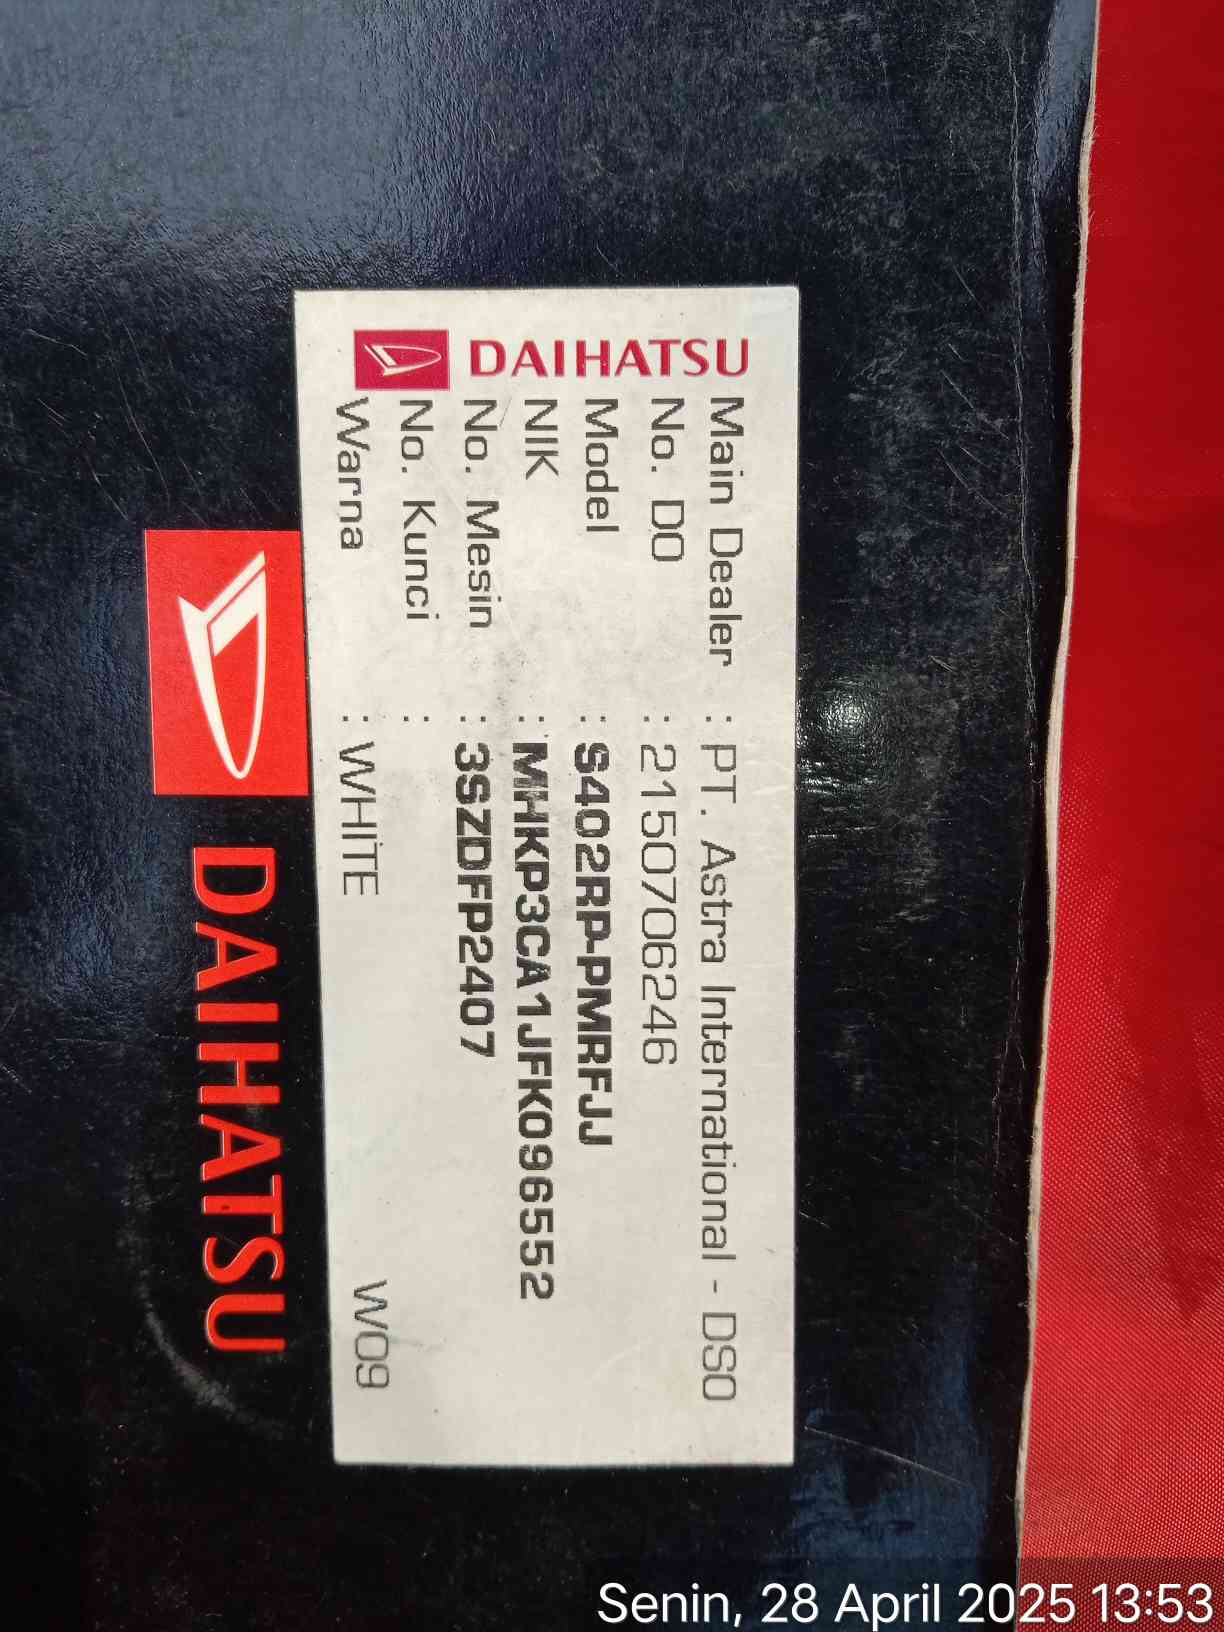 DAIHATSU
Main Dealer : PT. Astra International - DSO
No. DO : 2150706246
Model : S402RP-PMRFJJ
NIK : MHKP3CA1JFK096552
No. Mesin : 3SZDFP2407
No. Kunci :
Warna : WHITE W09
DAIHATSU
Senin, 28 April 2025 13:53